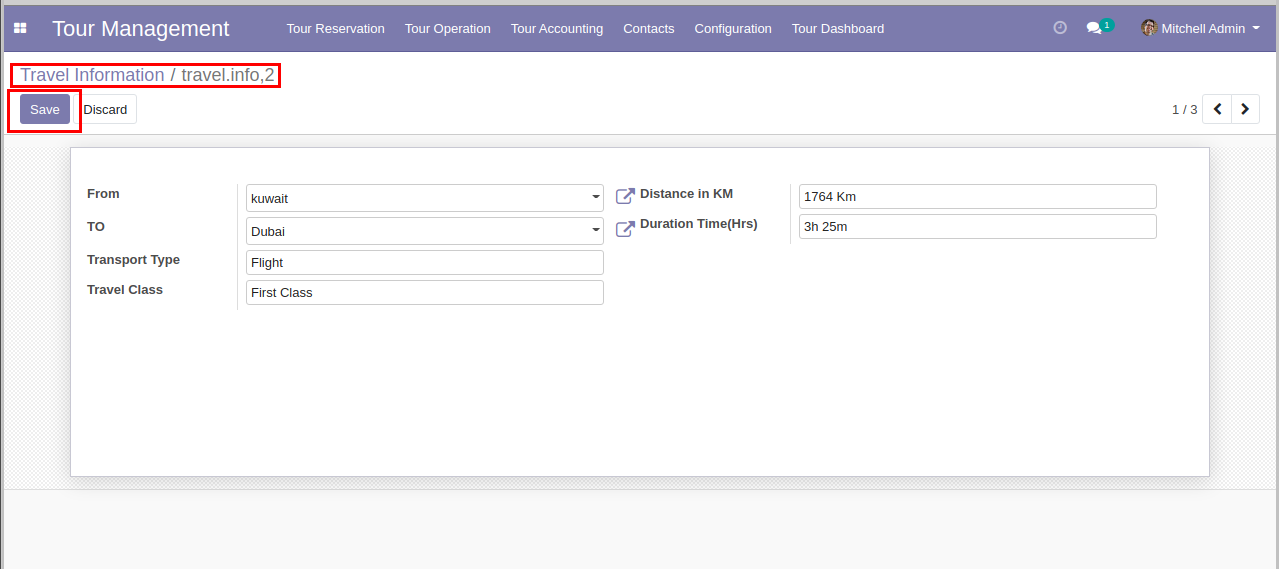 Tour Management Tour Reservation Tour Operation Tour Accounting Contacts Configuration Tour Dashboard 1 Mitchell Admin
Travel Information / travel.info,2
Save Discard 1 / 3
From kuwait Distance in KM 1764 Km
TO Dubai Duration Time(Hrs) 3h 25m
Transport Type Flight
Travel Class First Class